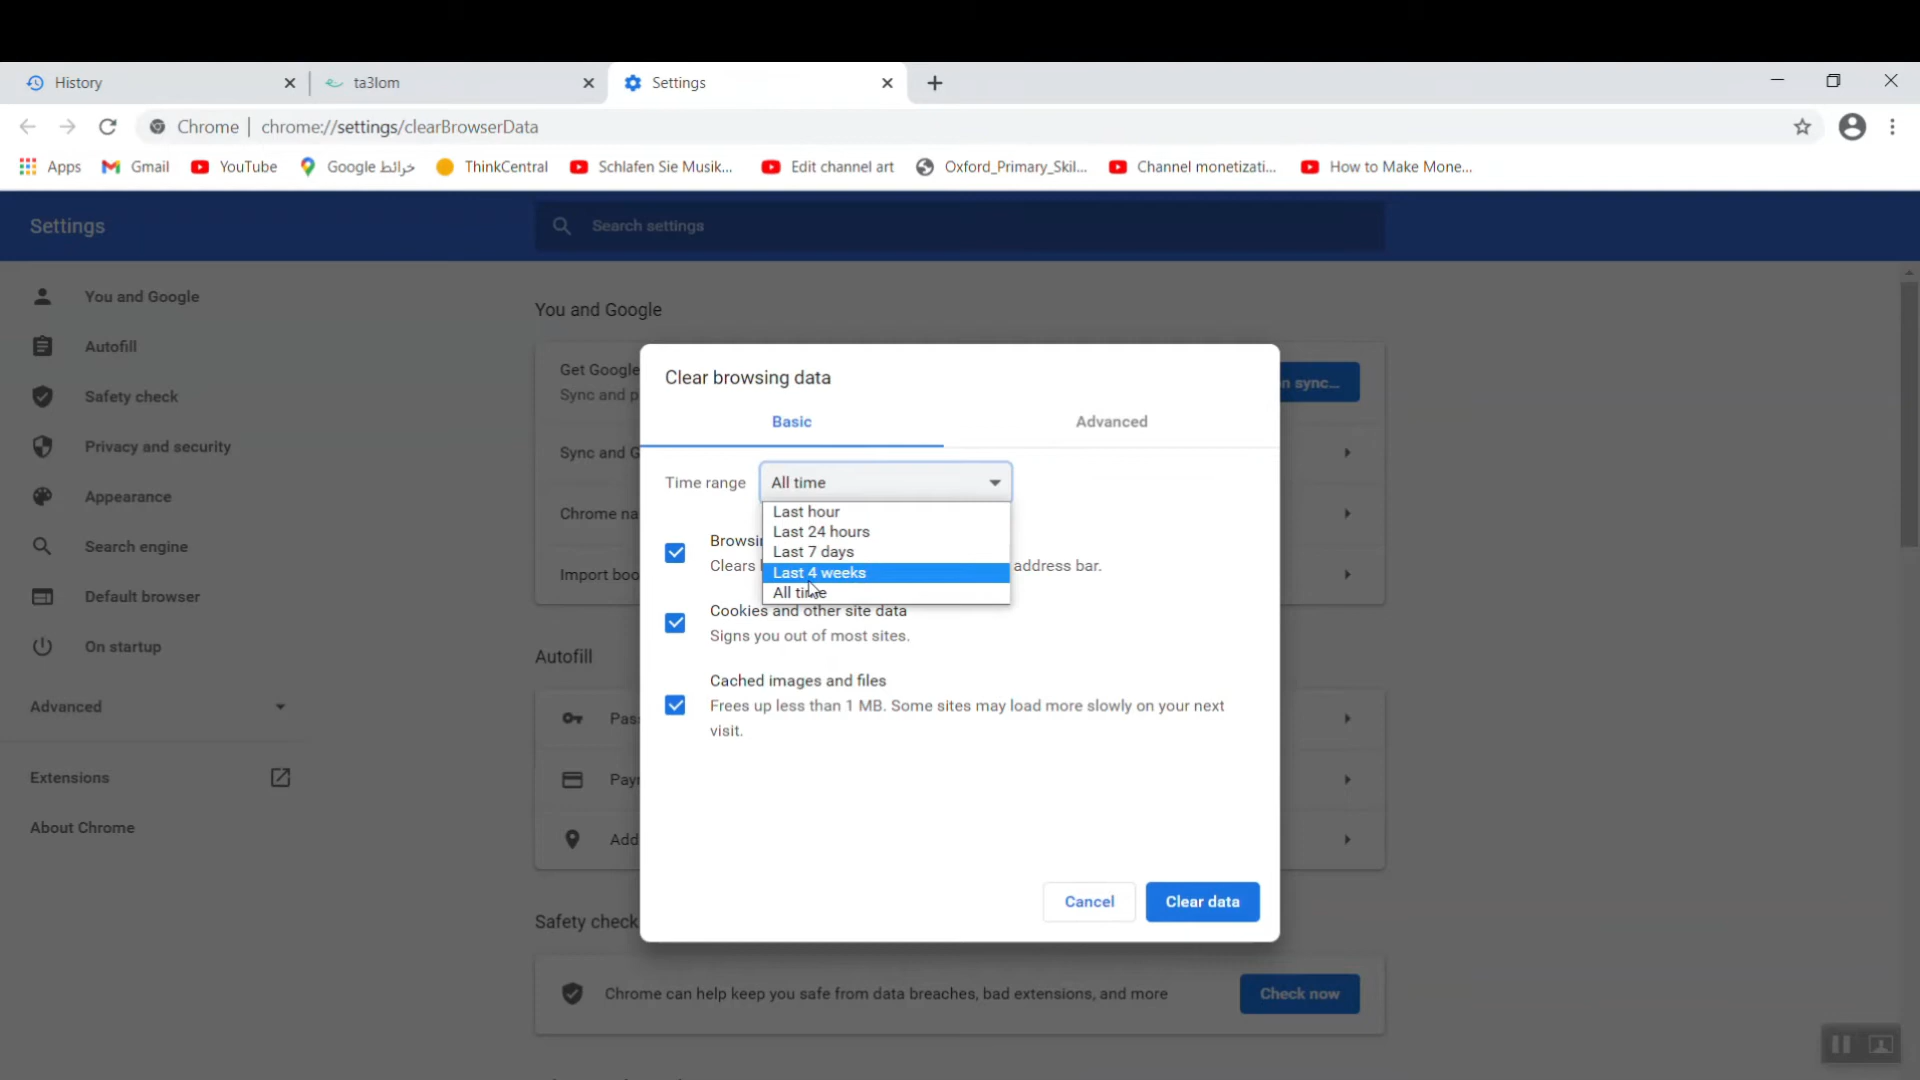 History
ta3lom
Settings
Chrome
chrome://settings/clearBrowserData
Apps
Gmail
YouTube
Google خرائط
ThinkCentral
Schlafen Sie Musik...
Edit channel art
Oxford_Primary_Skil...
Channel monetizati...
How to Make Mone...
Settings
Search settings
You and Google
Autofill
Safety check
Privacy and security
Appearance
Search engine
Default browser
On startup
Advanced
Extensions
About Chrome
You and Google
Get Google
Sync and p
n sync...
Sync and G
Chrome na
Import boo
Autofill
Pas
Payr
Add
Safety check
Chrome can help keep you safe from data breaches, bad extensions, and more
Check now
Clear browsing data
Basic
Advanced
Time range
All time
Last hour
Last 24 hours
Last 7 days
Last 4 weeks
All time
Browsi
Clears
address bar.
Cookies and other site data
Signs you out of most sites.
Cached images and files
Frees up less than 1 MB. Some sites may load more slowly on your next
visit.
Cancel
Clear data